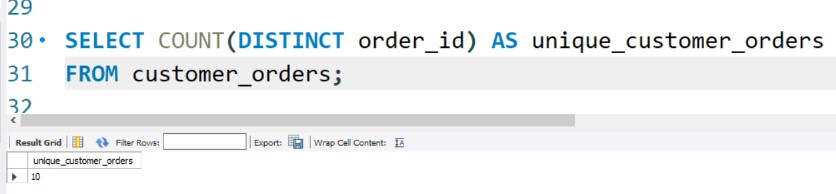 29
30 SELECT COUNT(DISTINCT order_id) AS unique_customer_orders
31 FROM customer_orders;
32
Result Grid Filter Rows: Export: Wrap Cell Content: IA
unique_customer_orders
10